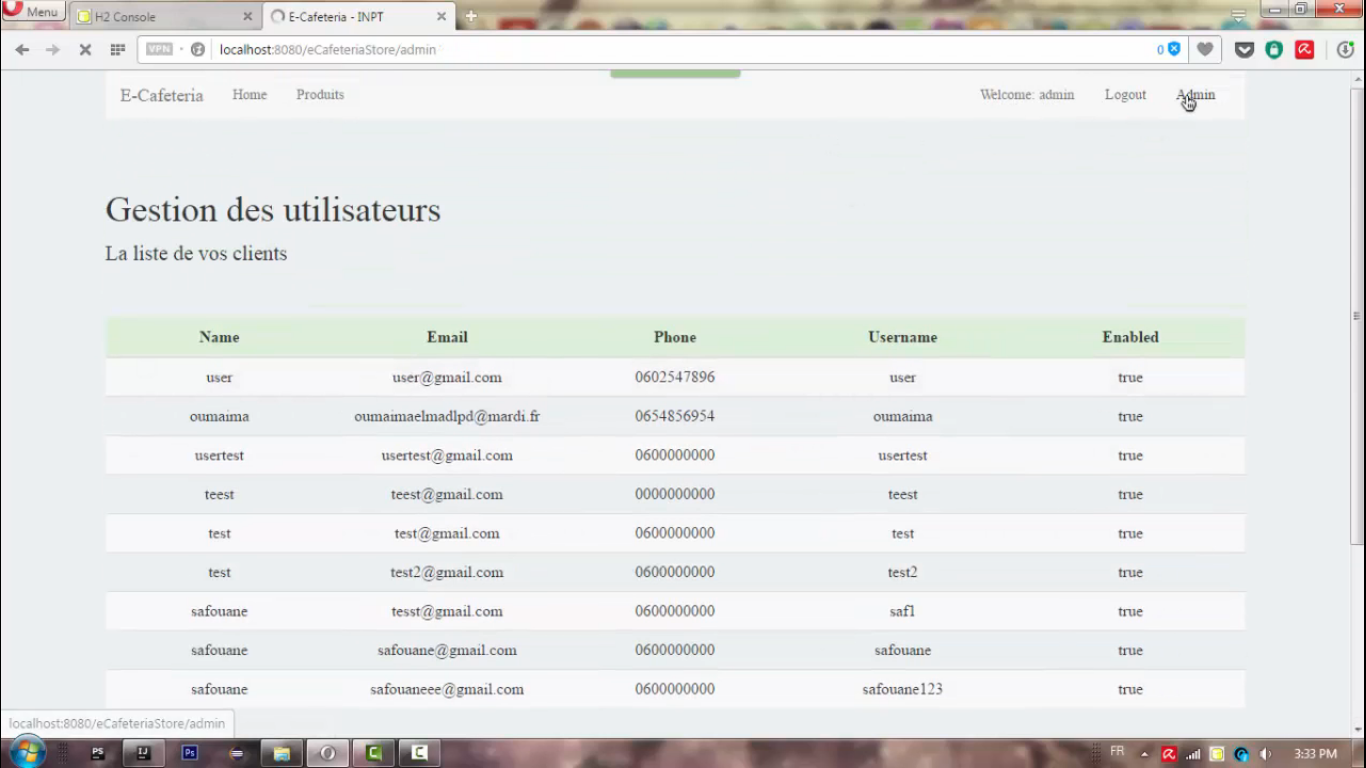 Menu
H2 Console
E-Cafeteria - INPT
VPN
localhost:8080/eCafeteriaStore/admin
0
E-Cafeteria Home Produits Welcome: admin Logout Admin
Gestion des utilisateurs
La liste de vos clients
Name Email Phone Username Enabled
user user@gmail.com 0602547896 user true
oumaima oumaimaelmadlpd@mardi.fr 0654856954 oumaima true
usertest usertest@gmail.com 0600000000 usertest true
teest teest@gmail.com 0000000000 teest true
test test@gmail.com 0600000000 test true
test test2@gmail.com 0600000000 test2 true
safouane tesst@gmail.com 0600000000 saf1 true
safouane safouane@gmail.com 0600000000 safouane true
safouane safouaneee@gmail.com 0600000000 safouane123 true
localhost:8080/eCafeteriaStore/admin
PS IJ Ps C C FR 3:33 PM